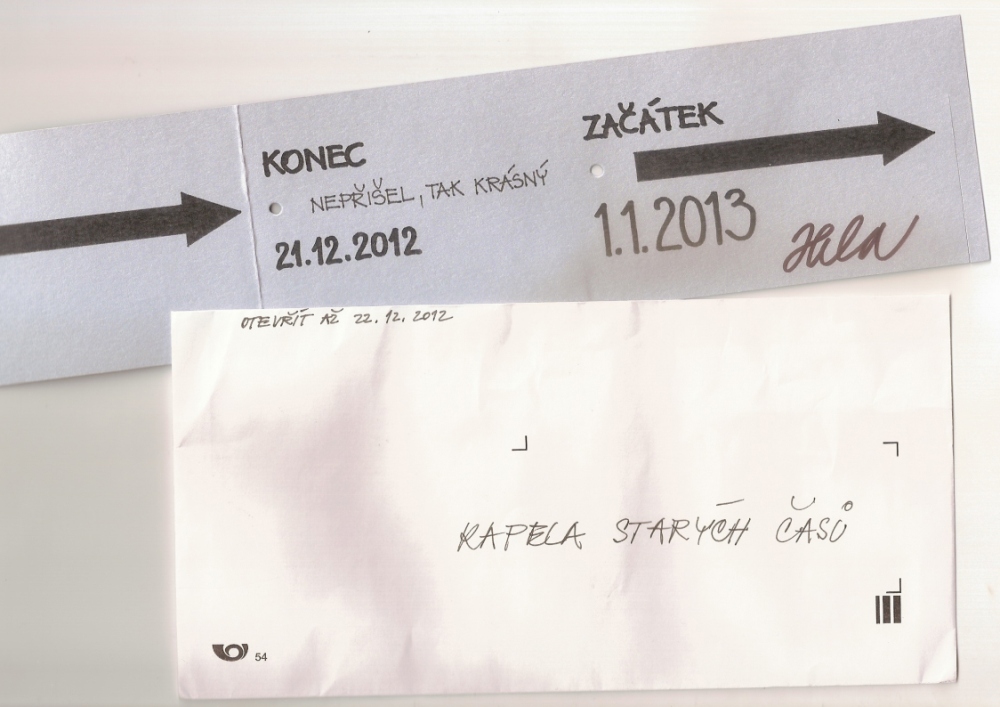 KONEC
NEPŘIŠEL, TAK KRÁSNÝ
21.12.2012
ZAČÁTEK
1.1.2013
OTEVŘÍT AŽ 22.12.2012
KAPELA STARÝCH ČASŮ
54